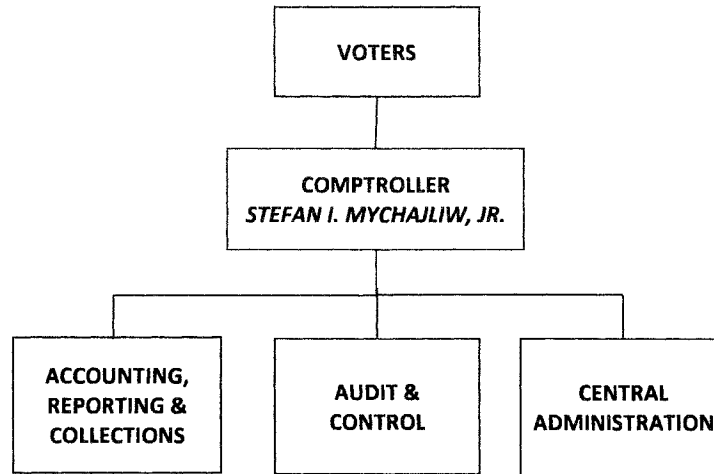 VOTERS
COMPTROLLER
STEFAN I. MYCHAJLIW, JR.
ACCOUNTING,
REPORTING &
COLLECTIONS
AUDIT &
CONTROL
CENTRAL
ADMINISTRATION